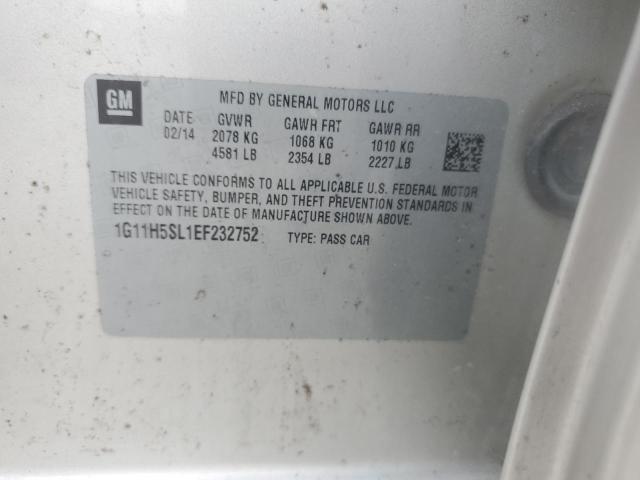 GM
MFD BY GENERAL MOTORS LLC
DATE GVWR GAWR FRT GAWR RR
02/14 2078 KG 1068 KG 1010 KG
4581 LB 2354 LB 2227 LB
THIS VEHICLE CONFORMS TO ALL APPLICABLE U.S. FEDERAL MOTOR
VEHICLE SAFETY, BUMPER, AND THEFT PREVENTION STANDARDS IN
EFFECT ON THE DATE OF MANUFACTURE SHOWN ABOVE.
1G11H5SL1EF232752 TYPE: PASS CAR